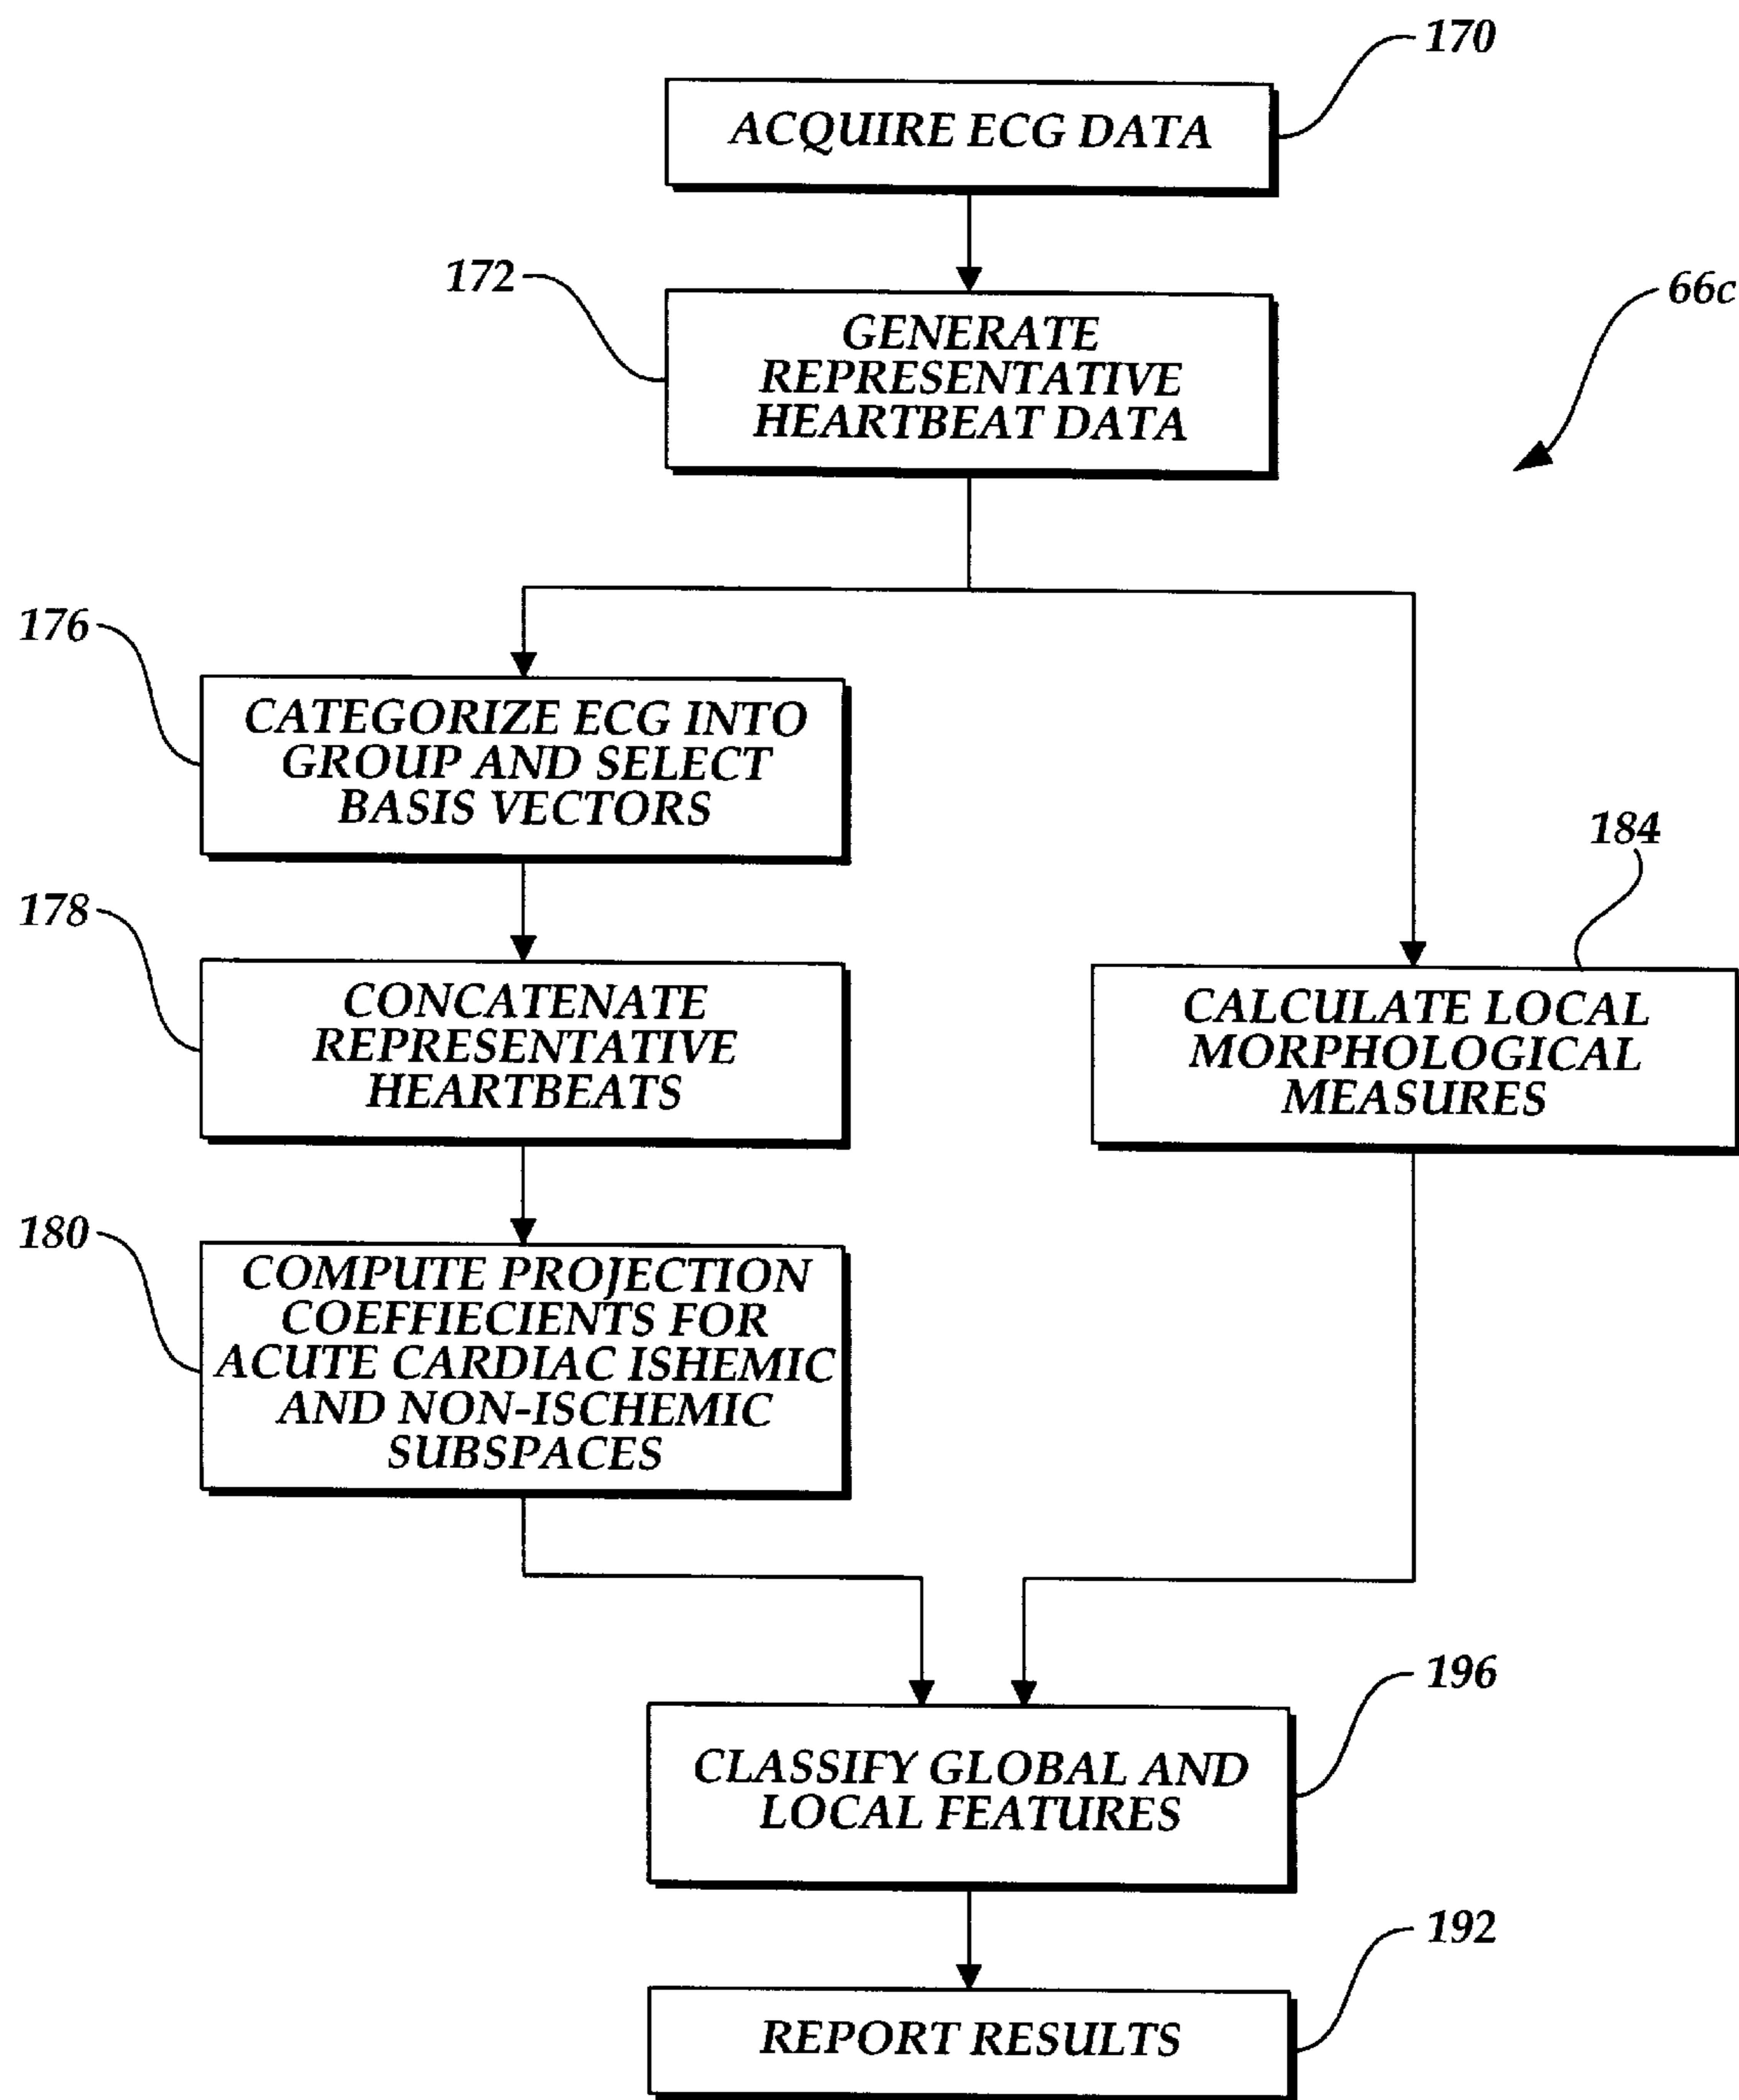 170
ACQUIRE ECG DATA
172
GENERATE
REPRESENTATIVE
HEARTBEAT DATA
66c
176
CATEGORIZE ECG INTO
GROUP AND SELECT
BASIS VECTORS
178
CONCATENATE
REPRESENTATIVE
HEARTBEATS
184
CALCULATE LOCAL
MORPHOLOGICAL
MEASURES
180
COMPUTE PROJECTION
COEFFIECIENTS FOR
ACUTE CARDIAC ISHEMIC
AND NON-ISCHEMIC
SUBSPACES
196
CLASSIFY GLOBAL AND
LOCAL FEATURES
192
REPORT RESULTS